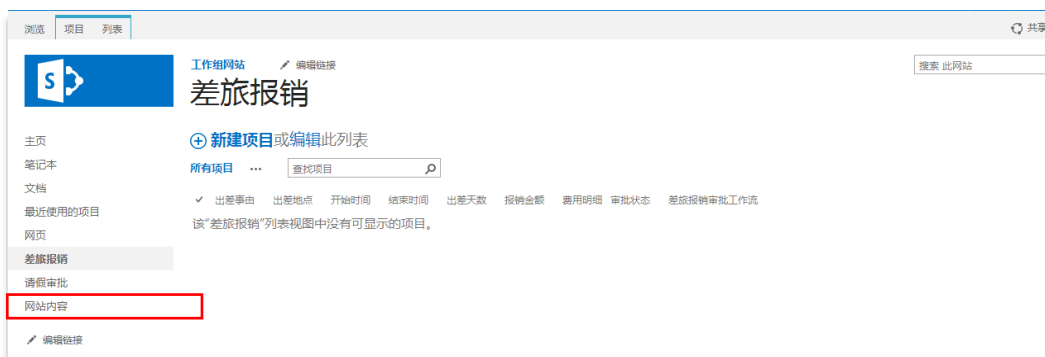 浏览 项目 列表 共享
S
工作组网站 编辑链接
搜索 此网站
差旅报销
新建项目或编辑此列表
所有项目 ... 查找项目
出差事由 出差地点 开始时间 结束时间 出差天数 报销金额 费用明细 审批状态 差旅报销审批工作流
该“差旅报销”列表视图中没有可显示的项目。
主页
笔记本
文档
最近使用的项目
网页
差旅报销
请假审批
网站内容
编辑链接